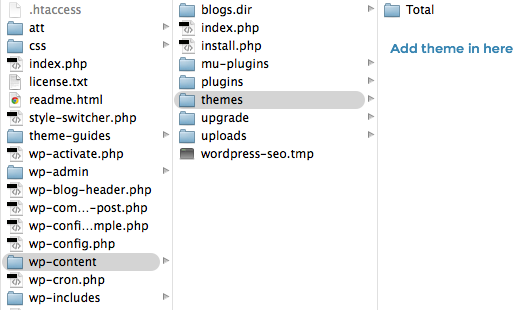 .htaccess
att
css
index.php
license.txt
readme.html
style-switcher.php
theme-guides
wp-activate.php
wp-admin
wp-blog-header.php
wp-com...-post.php
wp-confi...mple.php
wp-config.php
wp-content
wp-cron.php
wp-includes
blogs.dir
index.php
install.php
mu-plugins
plugins
themes
upgrade
uploads
wordpress-seo.tmp
Total
Add theme in here